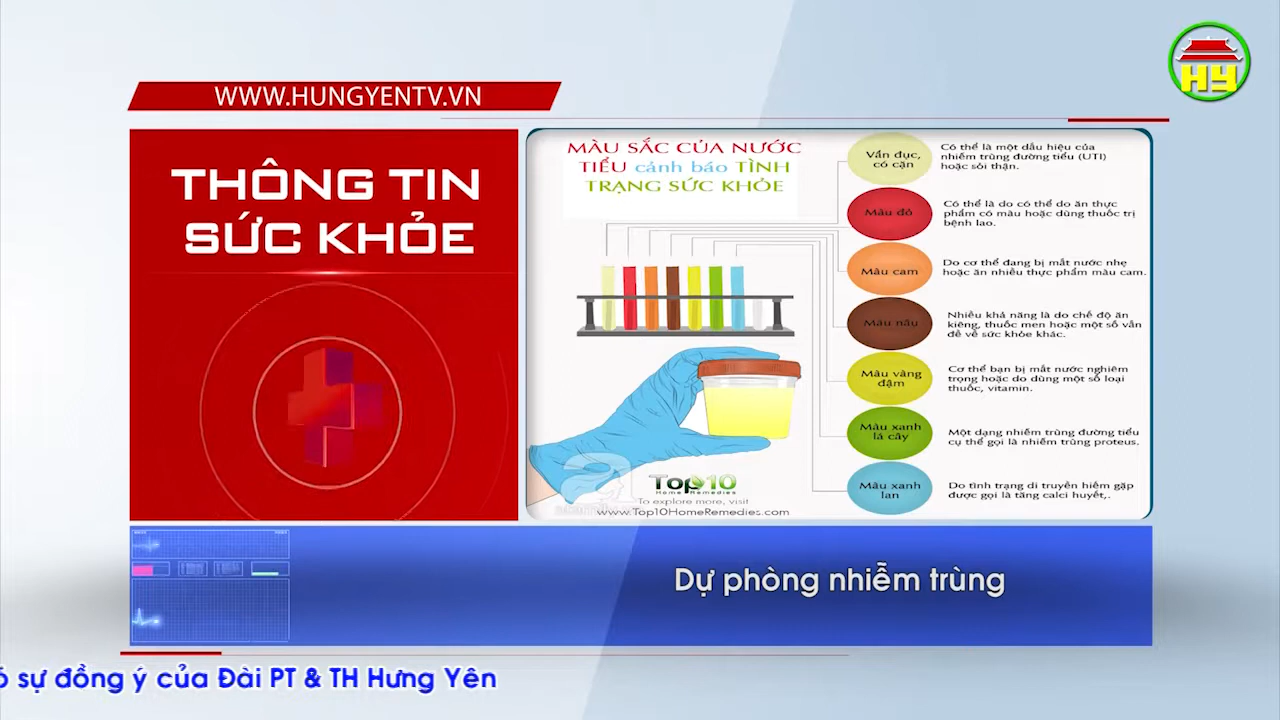 WWW.HUNGYENTV.VN
HY
THÔNG TIN
SỨC KHỎE
MÀU SẮC CỦA NƯỚC
TIỂU cảnh báo TÌNH
TRẠNG SỨC KHỎE
Vẩn đục,
có cặn
Có thể là một dấu hiệu của
nhiễm trùng đường tiểu (UTI)
hoặc sỏi thận.
Màu đỏ
Có thể là do có thể do ăn thực
phẩm có màu hoặc dùng thuốc trị
bệnh lao.
Màu cam
Do cơ thể đang bị mất nước nhẹ
hoặc ăn nhiều thực phẩm màu cam.
Màu nâu
Nhiều khả năng là do chế độ ăn
kiêng, thuốc men hoặc một số vấn
đề về sức khỏe khác.
Màu vàng
đậm
Cơ thể bạn bị mất nước nghiêm
trọng hoặc do dùng một số loại
thuốc, vitamin.
Màu xanh
lá cây
Một dạng nhiễm trùng đường tiểu
cụ thể gọi là nhiễm trùng proteus.
Màu xanh
lan
Do tình trạng di truyền hiếm gặp
được gọi là tăng calci huyết,.
Top10
Home Remedies
To explore more, visit
www.Top10HomeRemedies.com
Dự phòng nhiễm trùng
sự đồng ý của Đài PT & TH Hưng Yên